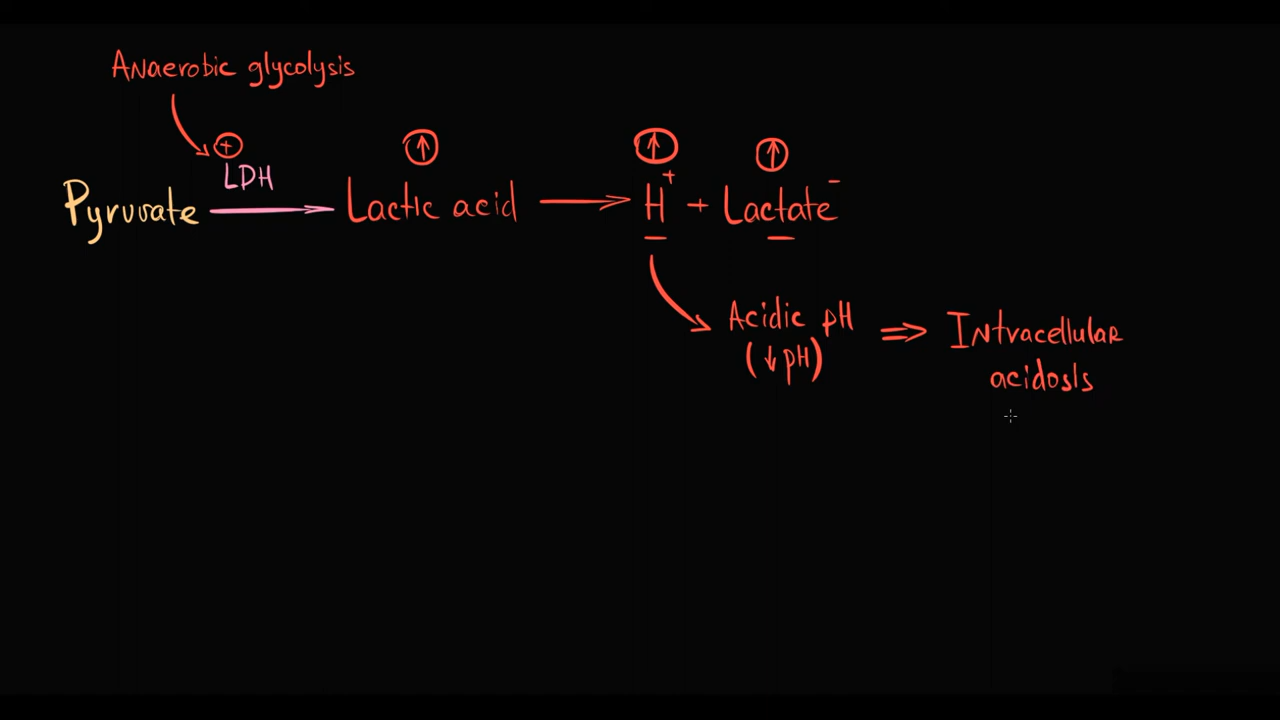 Anaerobic glycolysis
+ ↑ ↑ ↑
LDH
Pyruvate → Lactic acid → H⁺ + Lactate⁻
Acidic pH ⇒ Intracellular
(↓ pH) acidosis